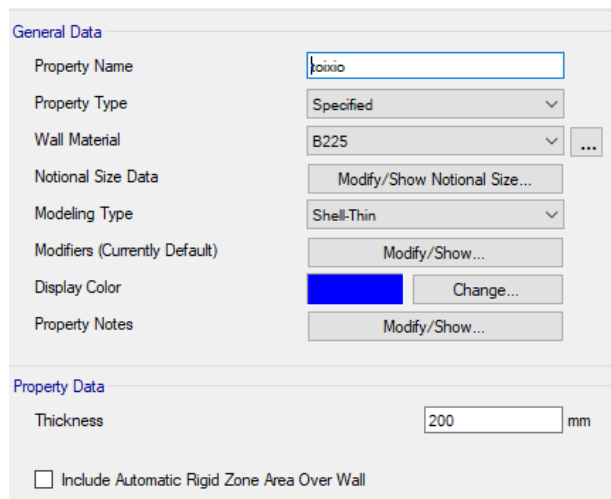 General Data
Property Name toixio
Property Type Specified
Wall Material B225 ...
Notional Size Data Modify/Show Notional Size...
Modeling Type Shell-Thin
Modifiers (Currently Default) Modify/Show...
Display Color Change...
Property Notes Modify/Show...
Property Data
Thickness 200 mm
Include Automatic Rigid Zone Area Over Wall